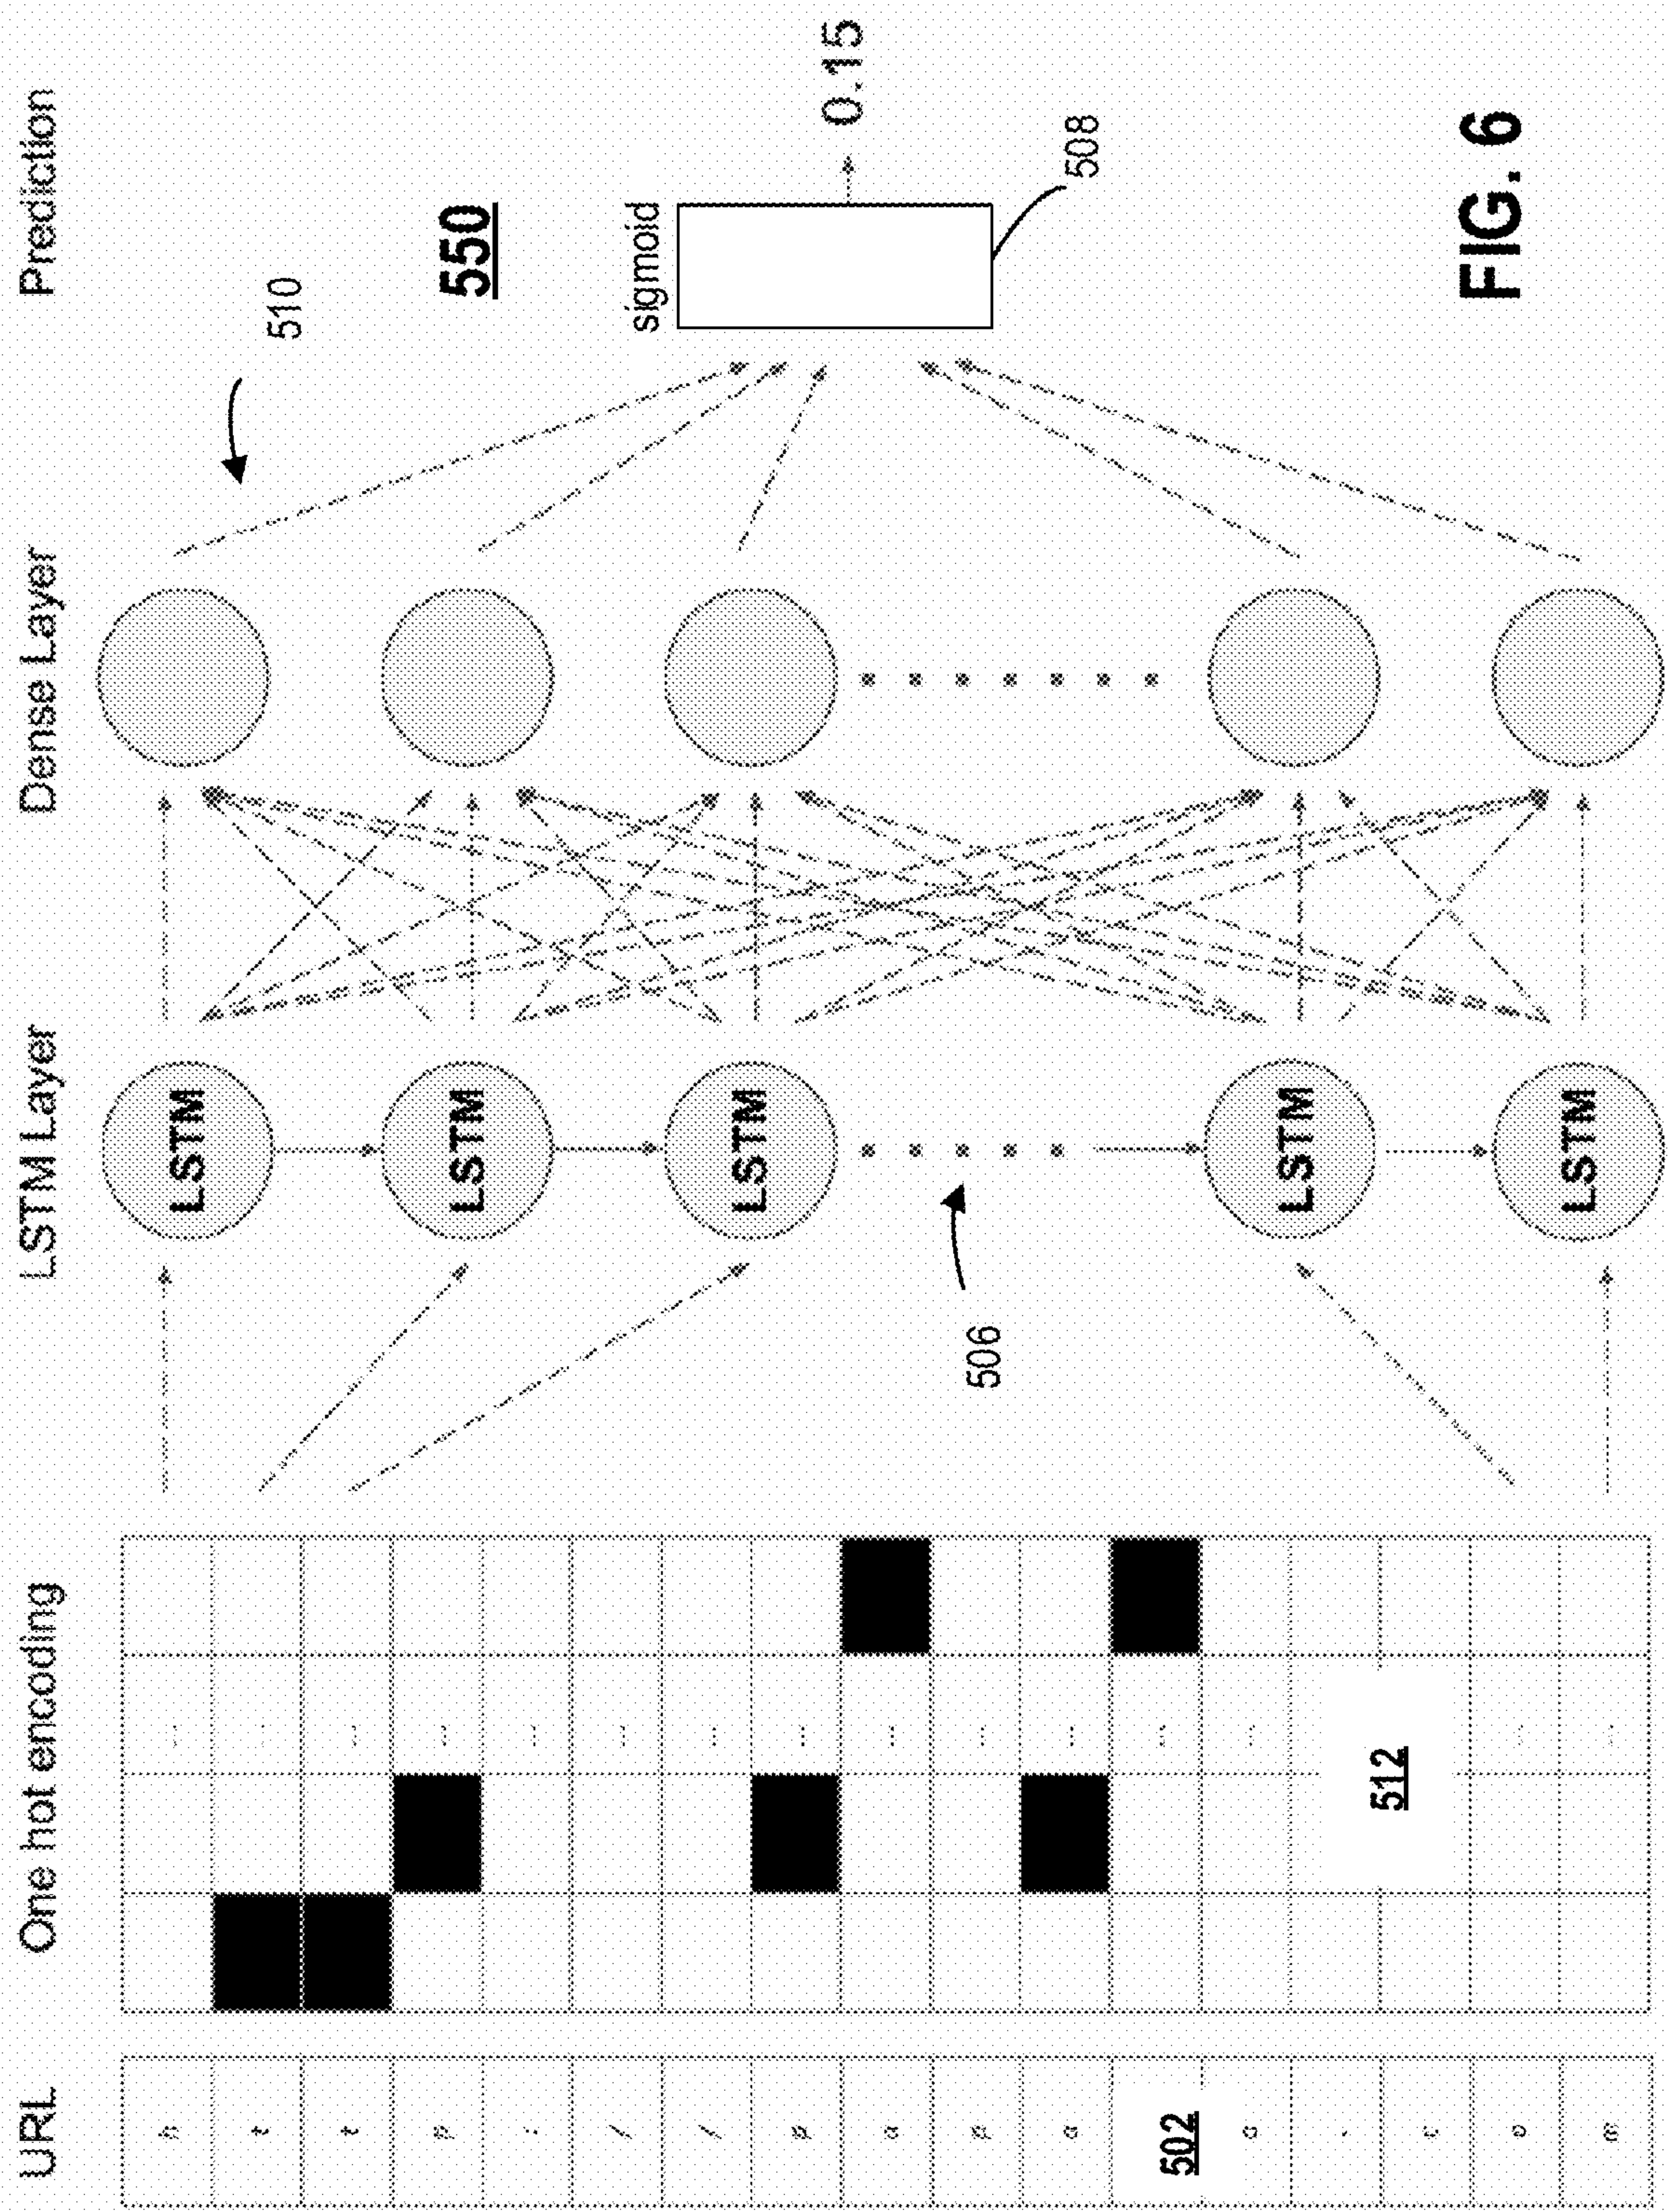 URL
One hot encoding
LSTM Layer
Dense Layer
Prediction
h
t
t
p
:
/
/
p
a
p
a
502
a
.
c
o
m
512
LSTM
LSTM
LSTM
LSTM
LSTM
506
510
550
sigmoid
0.15
508
FIG. 6